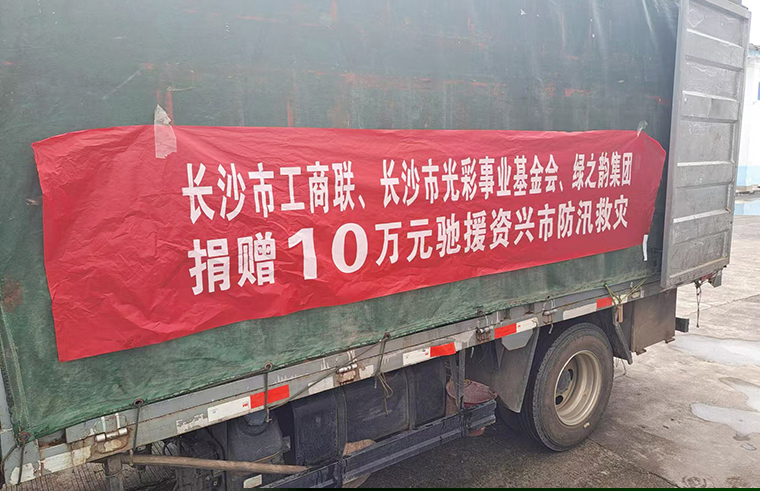 长沙市工商联、长沙市光彩事业基金会、绿之韵集团
捐赠10万元驰援资兴市防汛救灾